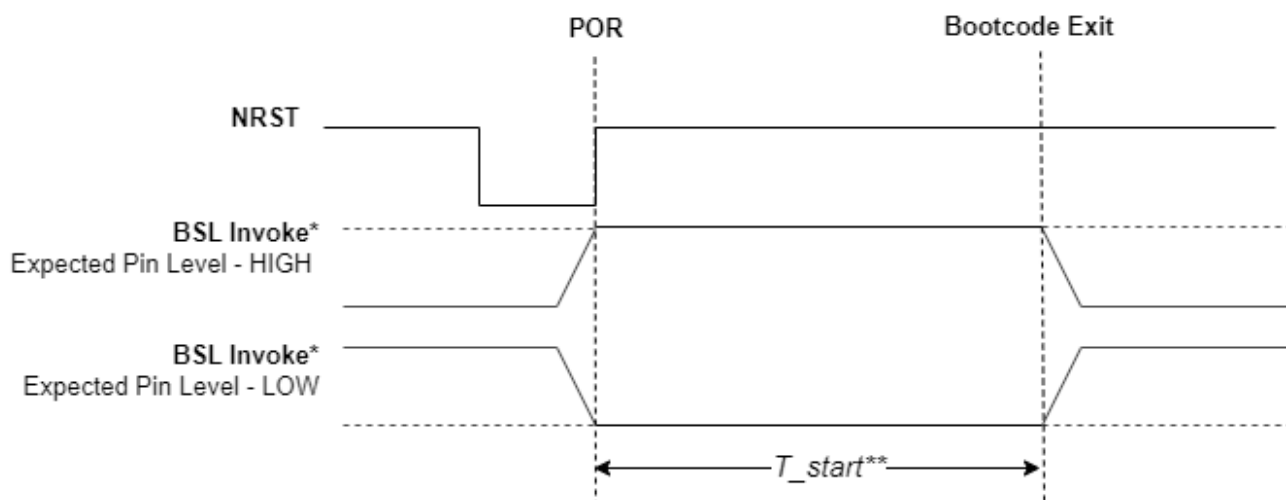 POR
Bootcode Exit
NRST
BSL Invoke*
Expected Pin Level - HIGH
BSL Invoke*
Expected Pin Level - LOW
T_start**